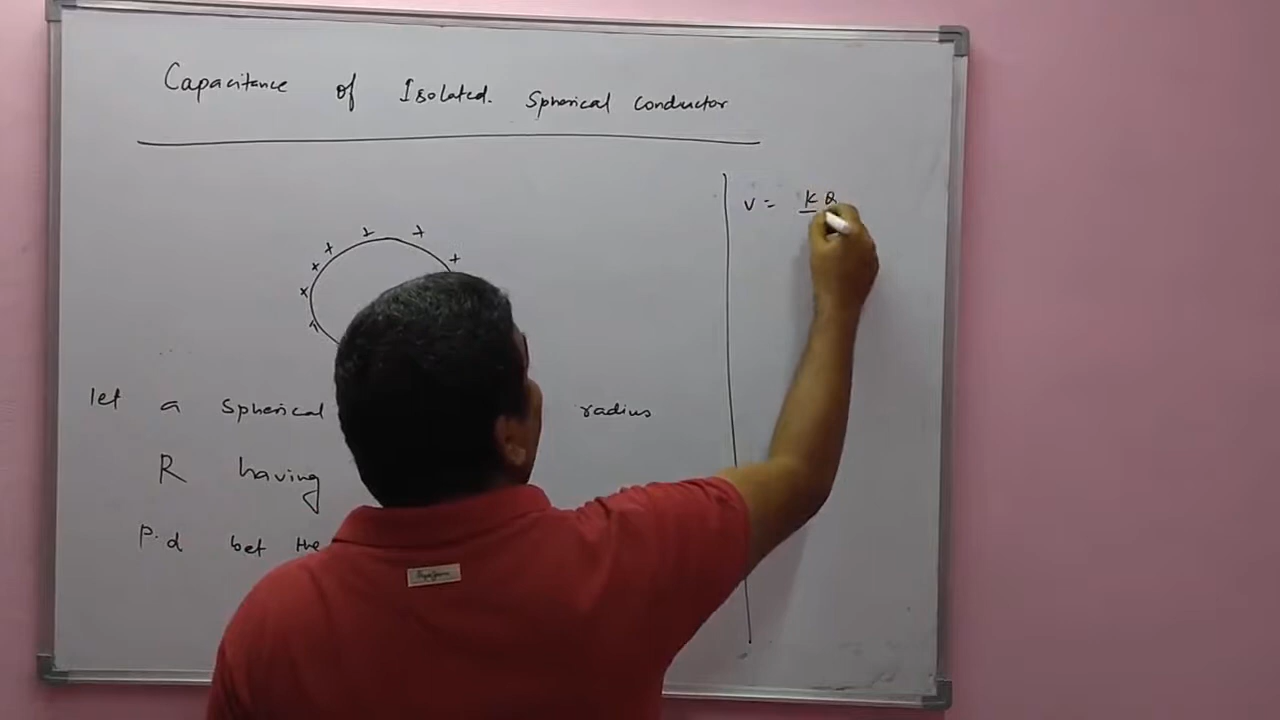 Capacitance of Isolated. Spherical conductor
+ + + + + + + +
let a spherical radius
R having
P.d bet the
V = KQ